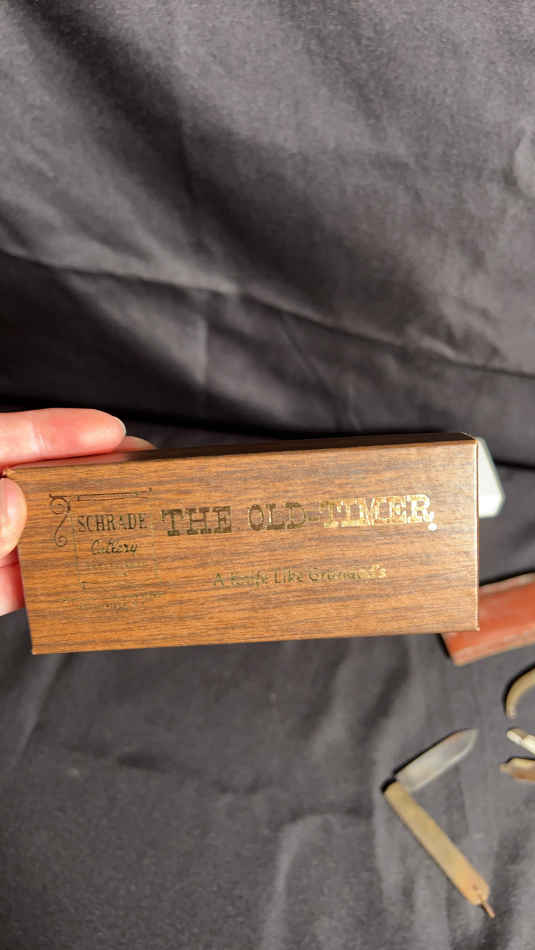 SCHRADE
Cutlery
THE OLD-TIMER®
A Knife Like Grandad's